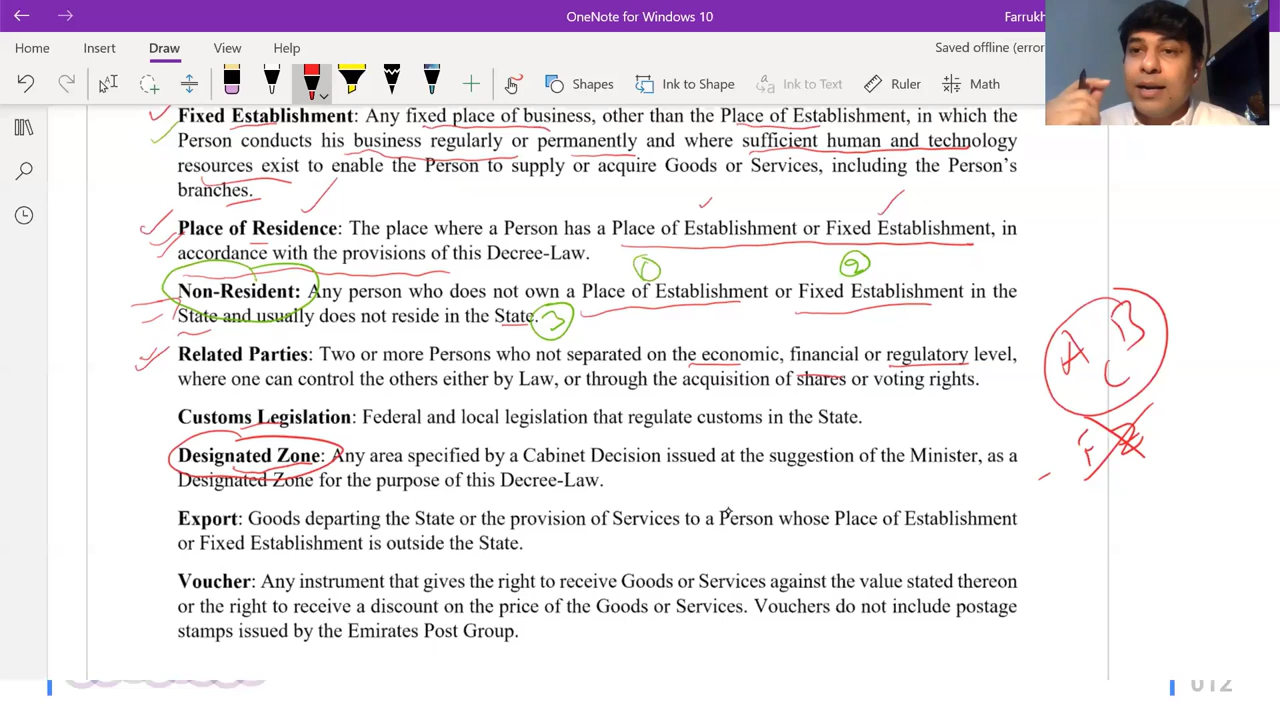 OneNote for Windows 10
Farrukh
Home Insert Draw View Help
Saved offline (error
Shapes Ink to Shape Ink to Text Ruler Math
Fixed Establishment: Any fixed place of business, other than the Place of Establishment, in which the
Person conducts his business regularly or permanently and where sufficient human and technology
resources exist to enable the Person to supply or acquire Goods or Services, including the Person's
branches.
Place of Residence: The place where a Person has a Place of Establishment or Fixed Establishment, in
accordance with the provisions of this Decree-Law.
1 2
Non-Resident: Any person who does not own a Place of Establishment or Fixed Establishment in the
State and usually does not reside in the State. 3
Related Parties: Two or more Persons who not separated on the economic, financial or regulatory level,
where one can control the others either by Law, or through the acquisition of shares or voting rights.
A B
C
Customs Legislation: Federal and local legislation that regulate customs in the State.
Designated Zone: Any area specified by a Cabinet Decision issued at the suggestion of the Minister, as a
Designated Zone for the purpose of this Decree-Law.
Export: Goods departing the State or the provision of Services to a Person whose Place of Establishment
or Fixed Establishment is outside the State.
Voucher: Any instrument that gives the right to receive Goods or Services against the value stated thereon
or the right to receive a discount on the price of the Goods or Services. Vouchers do not include postage
stamps issued by the Emirates Post Group.
012